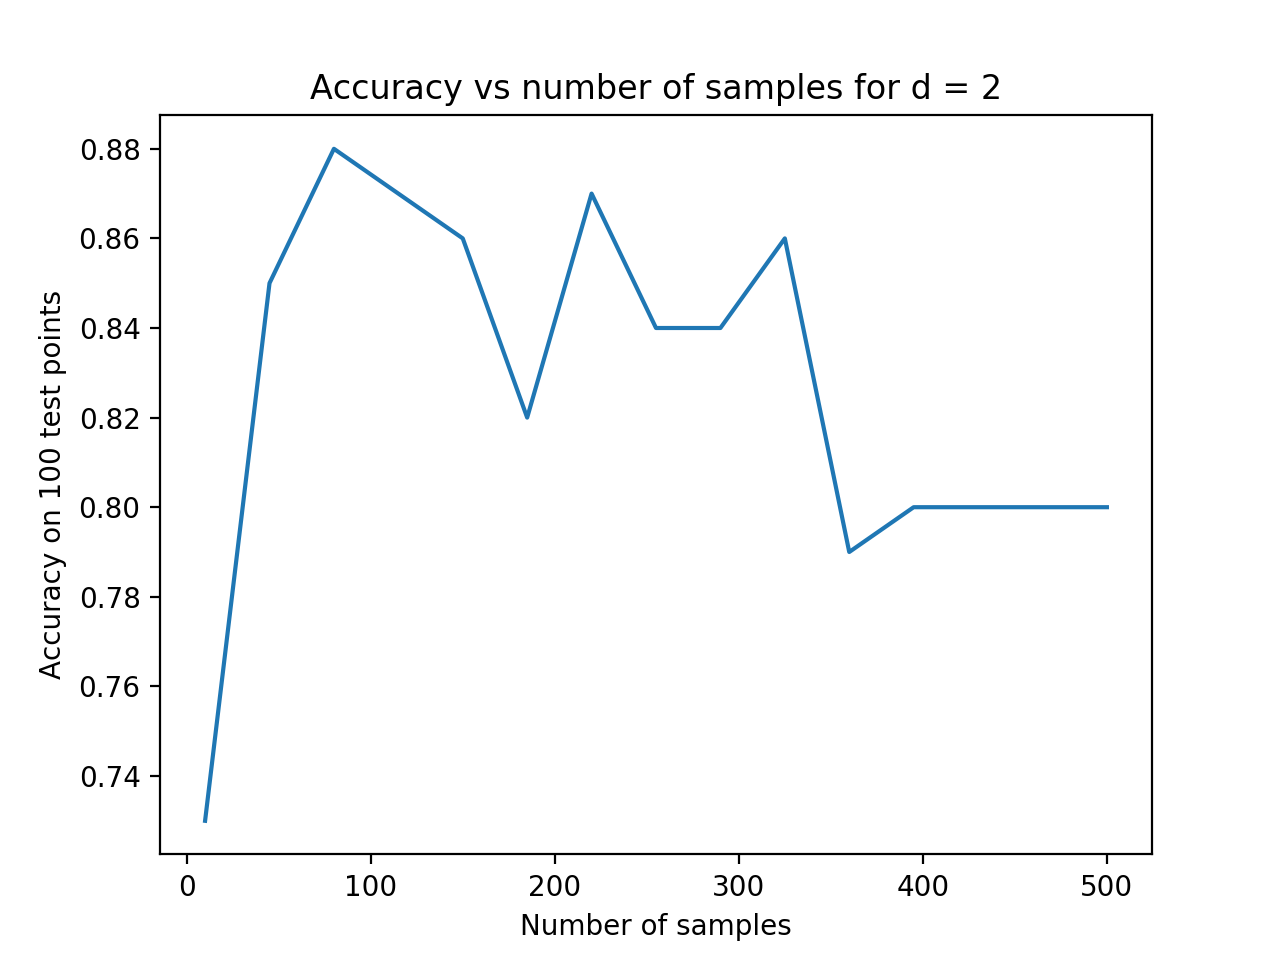 Accuracy vs number of samples for d = 2
0.88
0.86
0.84
0.82
0.80
0.78
0.76
0.74
Accuracy on 100 test points
0 100 200 300 400 500
Number of samples